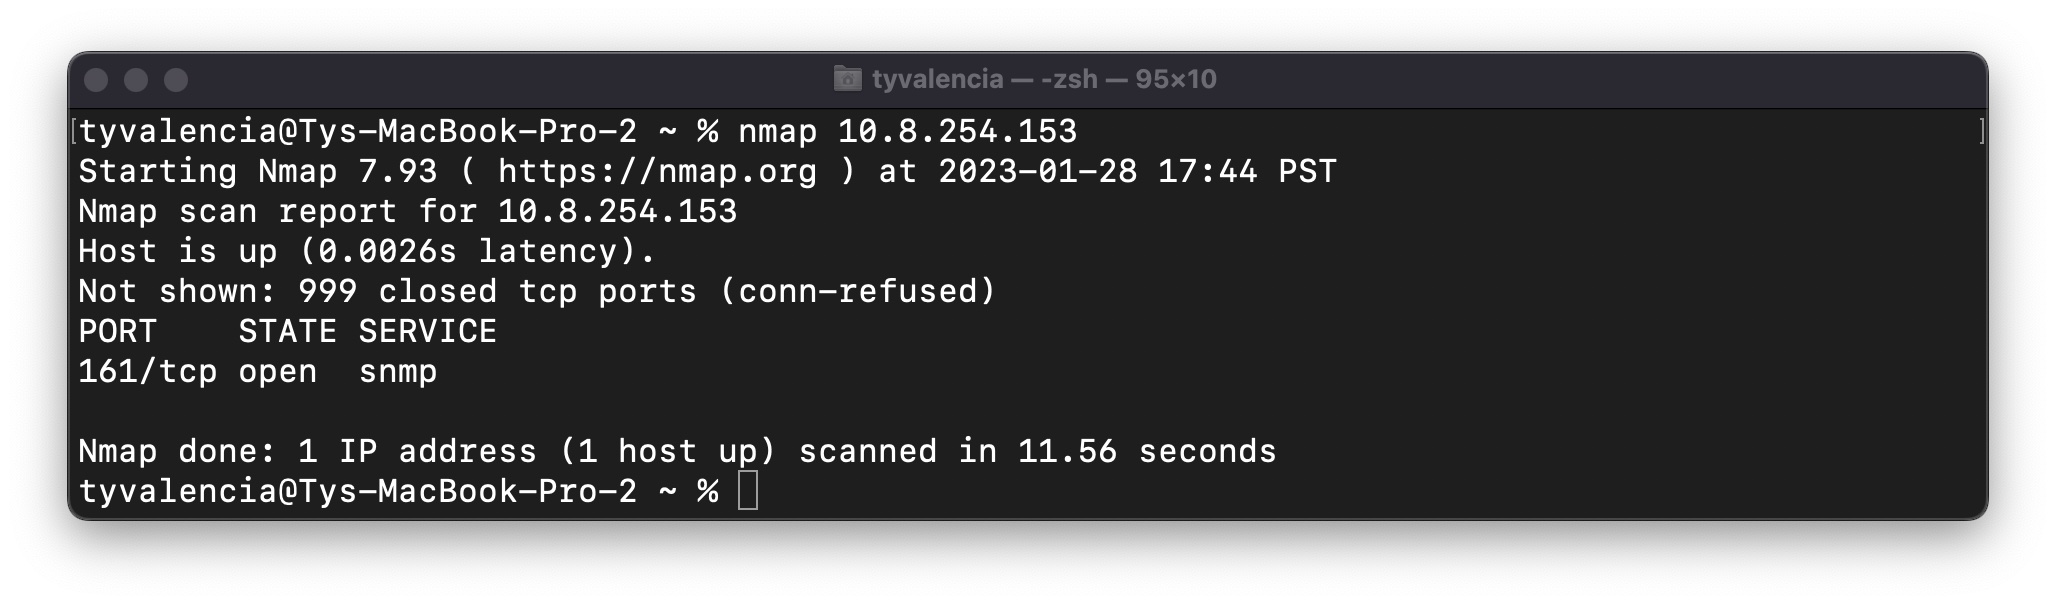 tyvalencia — -zsh — 95×10
[tyvalencia@Tys-MacBook-Pro-2 ~ % nmap 10.8.254.153 ]
Starting Nmap 7.93 ( https://nmap.org ) at 2023-01-28 17:44 PST
Nmap scan report for 10.8.254.153
Host is up (0.0026s latency).
Not shown: 999 closed tcp ports (conn-refused)
PORT    STATE SERVICE
161/tcp open  snmp
Nmap done: 1 IP address (1 host up) scanned in 11.56 seconds
tyvalencia@Tys-MacBook-Pro-2 ~ %